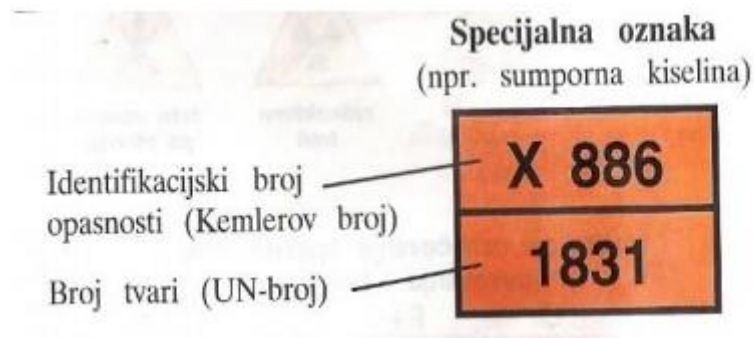 Specijalna oznaka
(npr. sumporna kiselina)
X 886
Identifikacijski broj
opasnosti (Kemlerov broj)
1831
Broj tvari (UN-broj)